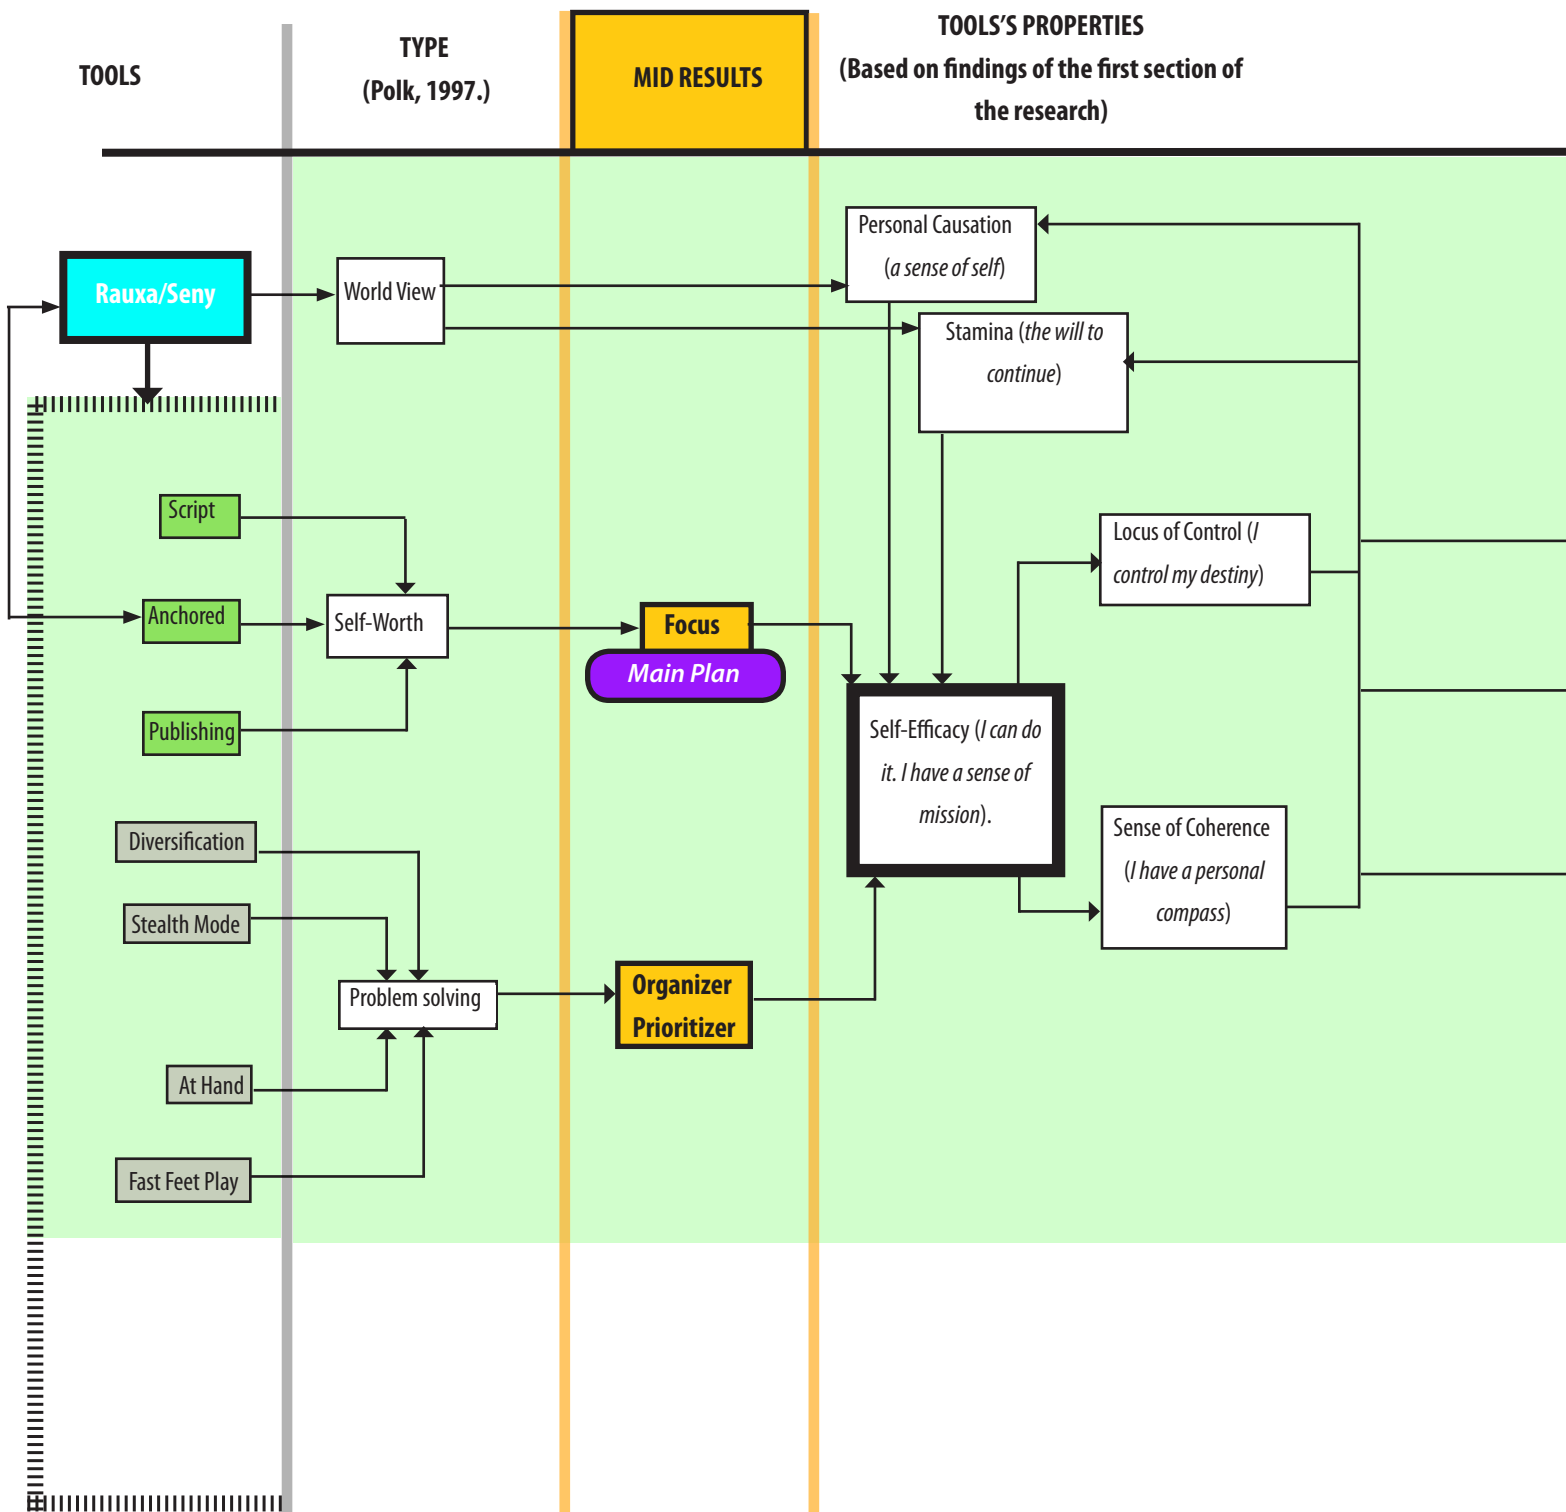 TOOLS
TYPE
(Polk, 1997.)
MID RESULTS
TOOLS'S PROPERTIES
(Based on findings of the first section of
the research)
Rauxa/Seny
World View
Personal Causation
(a sense of self)
Stamina (the will to
continue)
Script
Anchored
Publishing
Self-Worth
Focus
Main Plan
Locus of Control (I
control my destiny)
Self-Efficacy (I can do
it. I have a sense of
mission).
Sense of Coherence
(I have a personal
compass)
Diversification
Stealth Mode
Problem solving
Organizer
Prioritizer
At Hand
Fast Feet Play